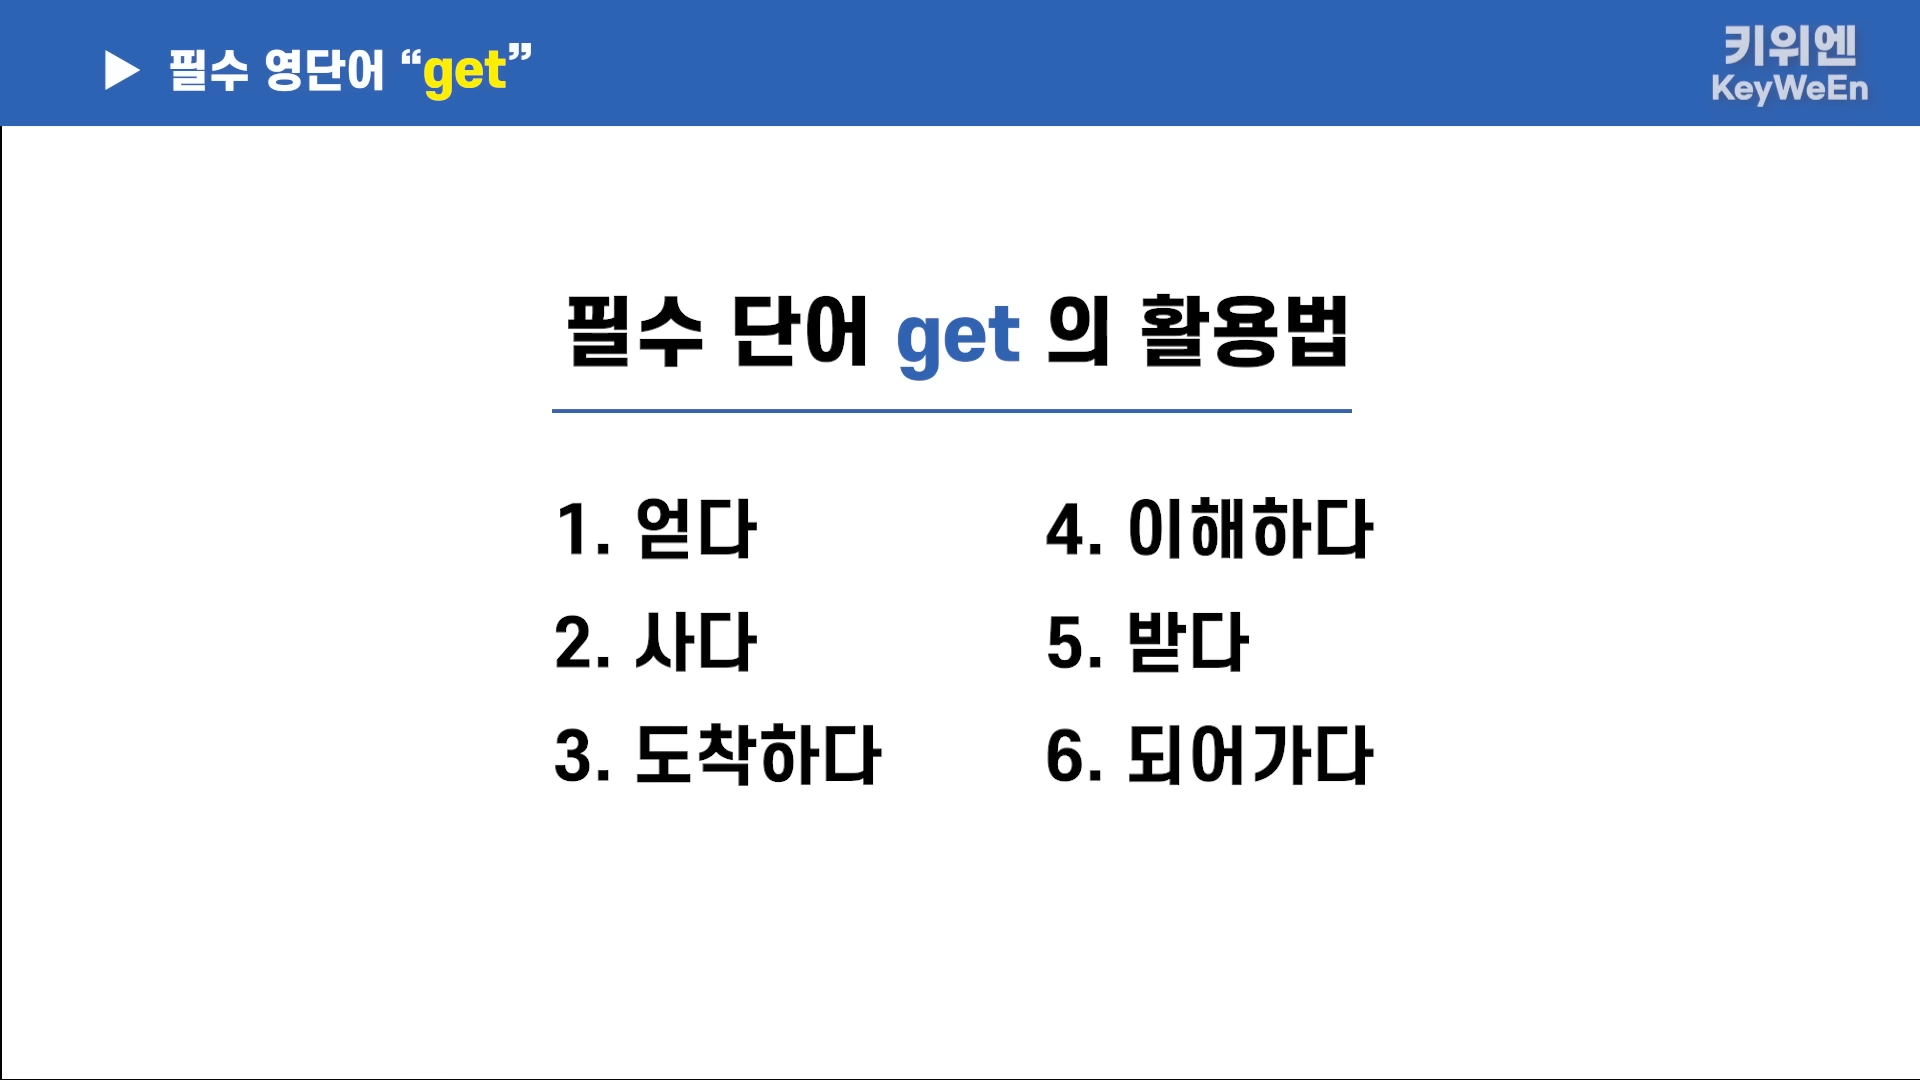 ▶ 필수 영단어 “get”
키위엔
KeyWeEn
필수 단어 get 의 활용법
1. 얻다
2. 사다
3. 도착하다
4. 이해하다
5. 받다
6. 되어가다